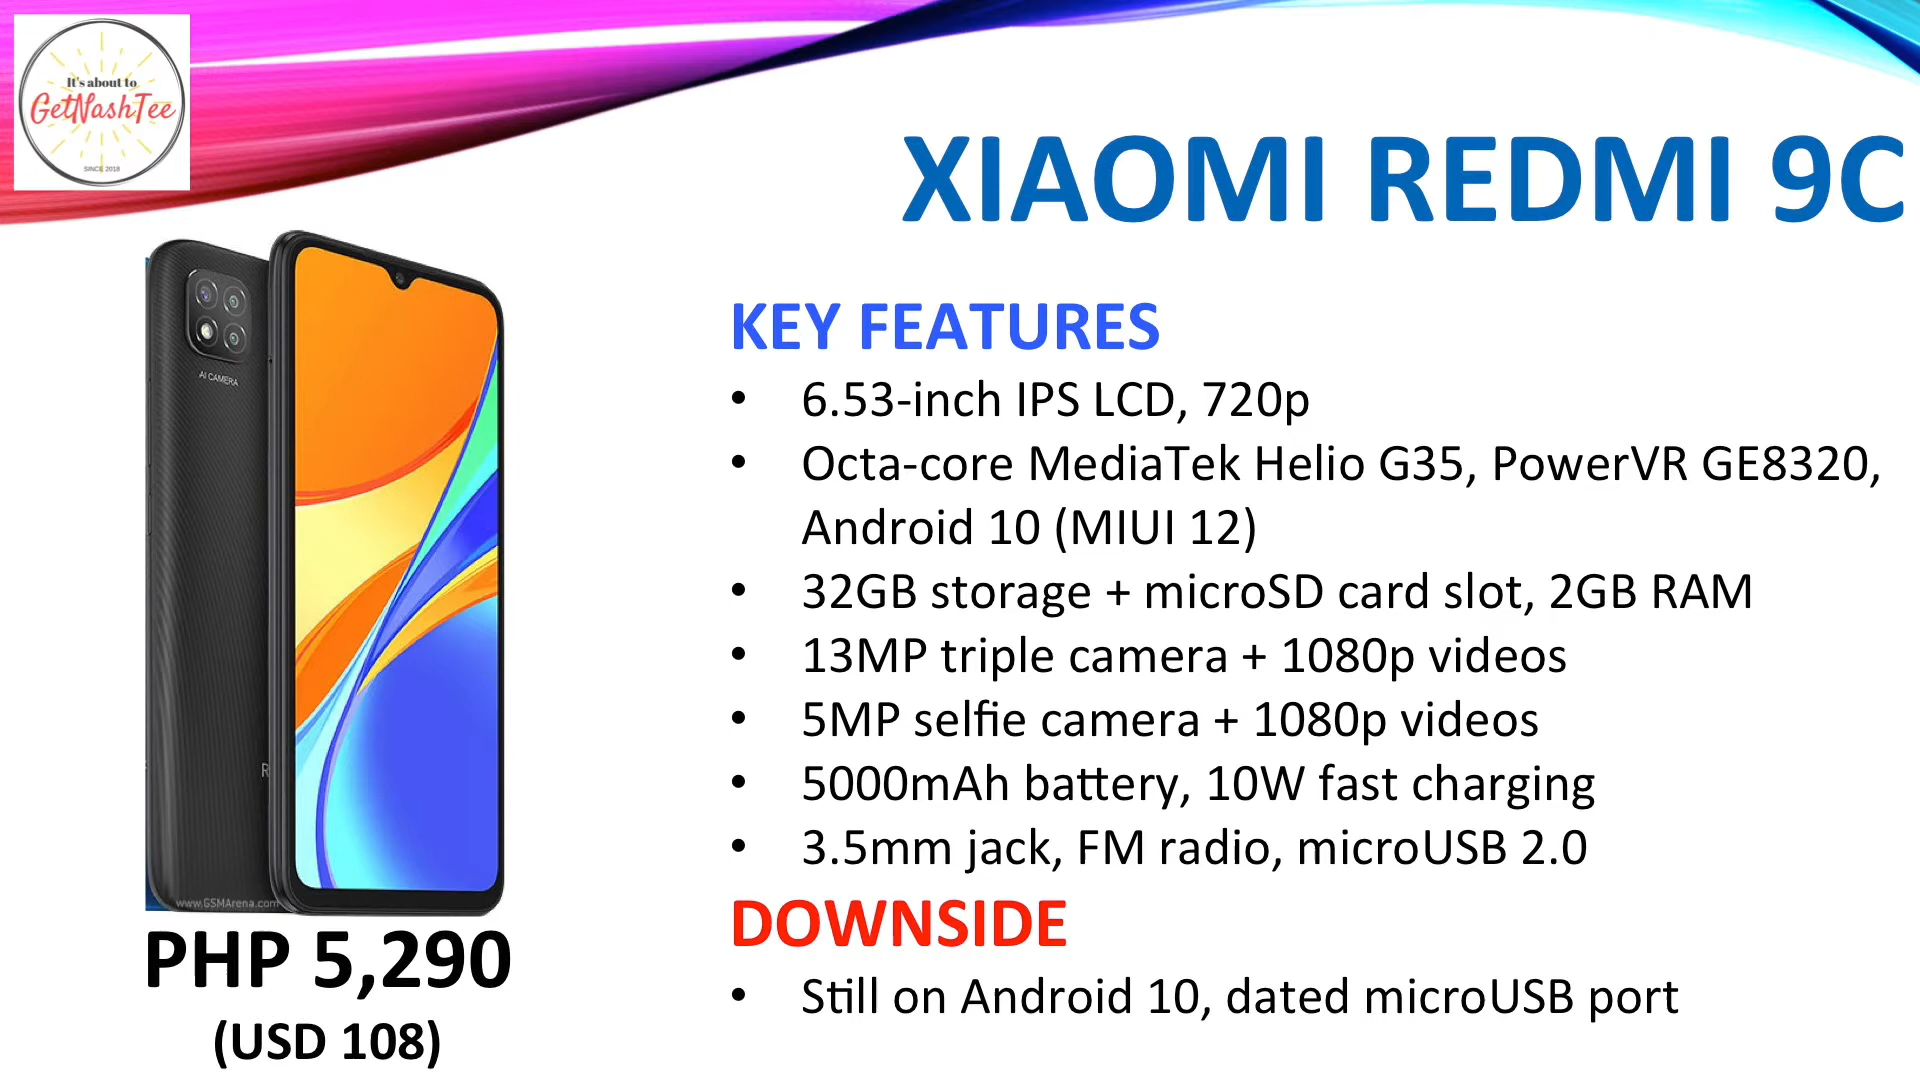 It's about to
GetNashTee
SINCE 2018
XIAOMI REDMI 9C
AI CAMERA
R
www.GSMArena.com
PHP 5,290
(USD 108)
KEY FEATURES
• 6.53-inch IPS LCD, 720p
• Octa-core MediaTek Helio G35, PowerVR GE8320,
Android 10 (MIUI 12)
• 32GB storage + microSD card slot, 2GB RAM
• 13MP triple camera + 1080p videos
• 5MP selfie camera + 1080p videos
• 5000mAh battery, 10W fast charging
• 3.5mm jack, FM radio, microUSB 2.0
DOWNSIDE
• Still on Android 10, dated microUSB port